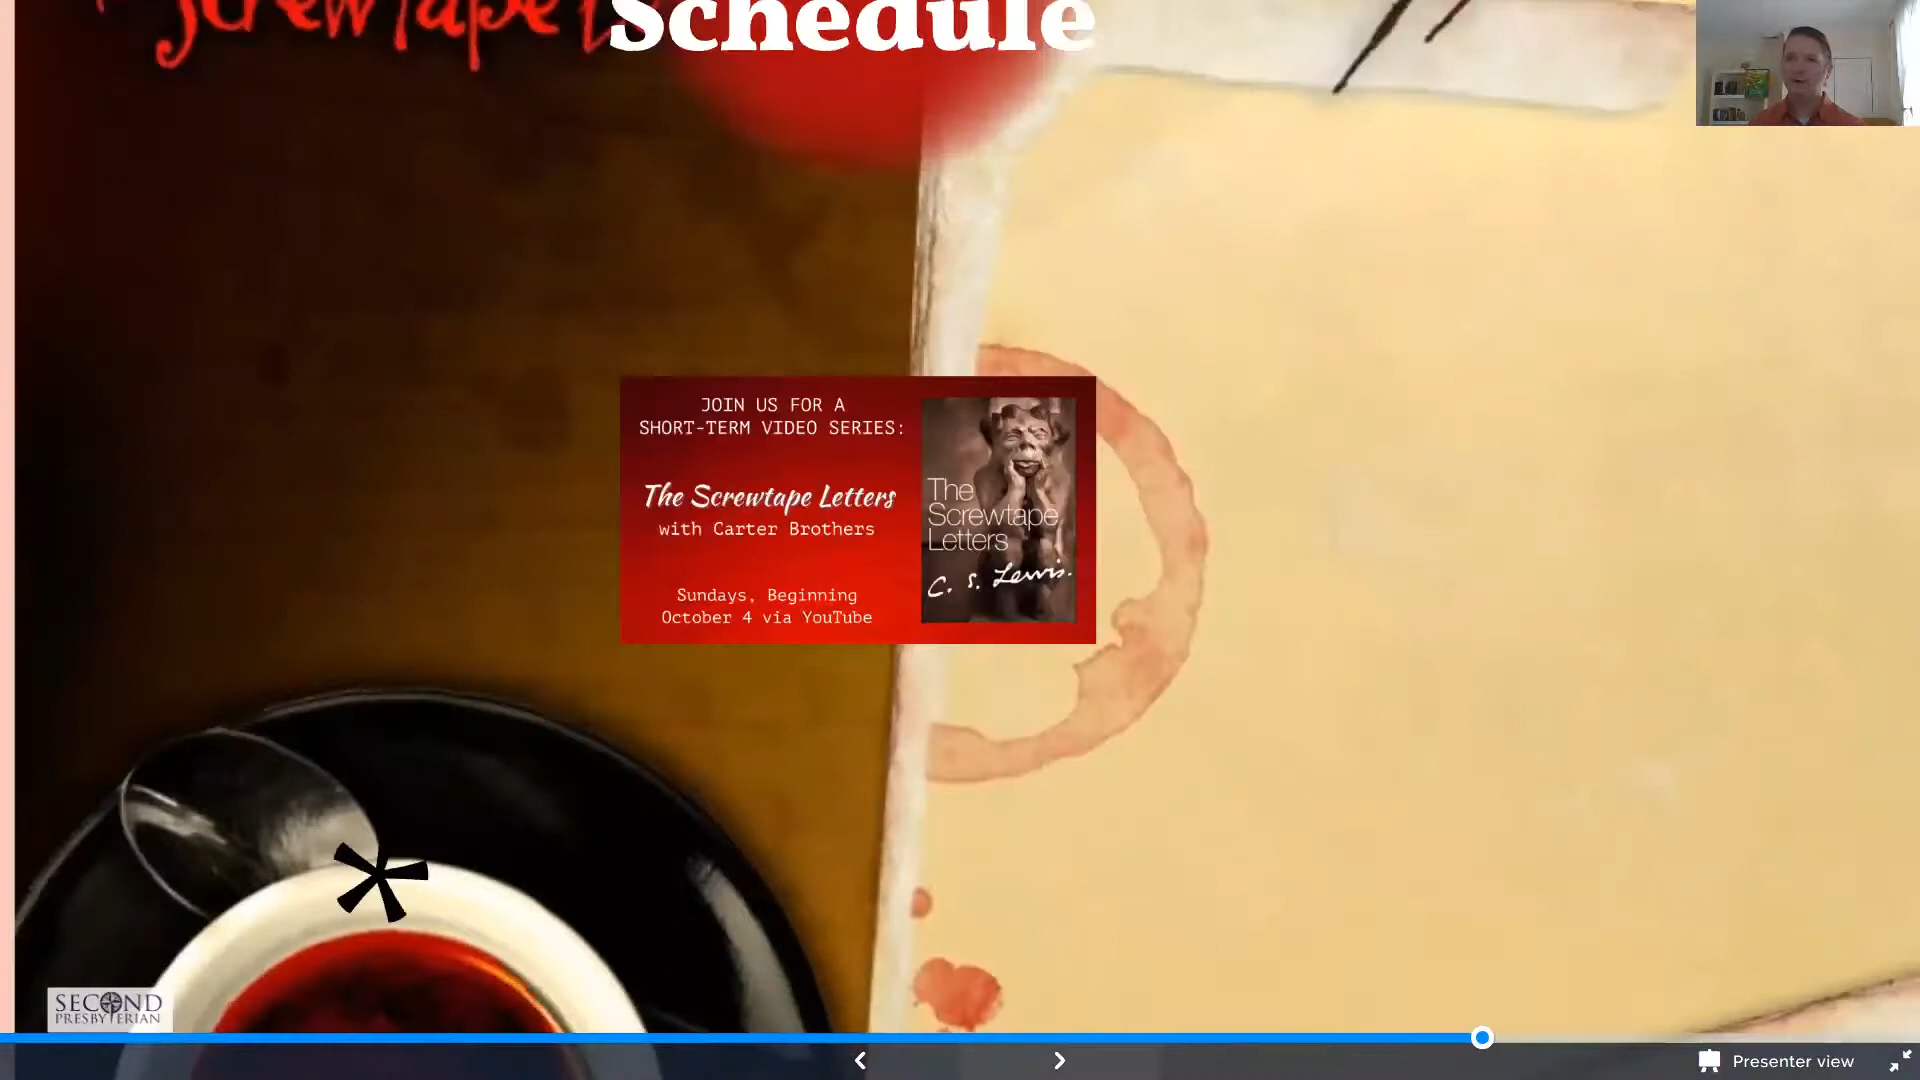 Screwtape L
Schedule
JOIN US FOR A
SHORT-TERM VIDEO SERIES:
The Screwtape Letters
with Carter Brothers
Sundays, Beginning
October 4 via YouTube
The
Screwtape
Letters
C. S. Lewis.
*
SECOND
PRESBYTERIAN
Presenter view